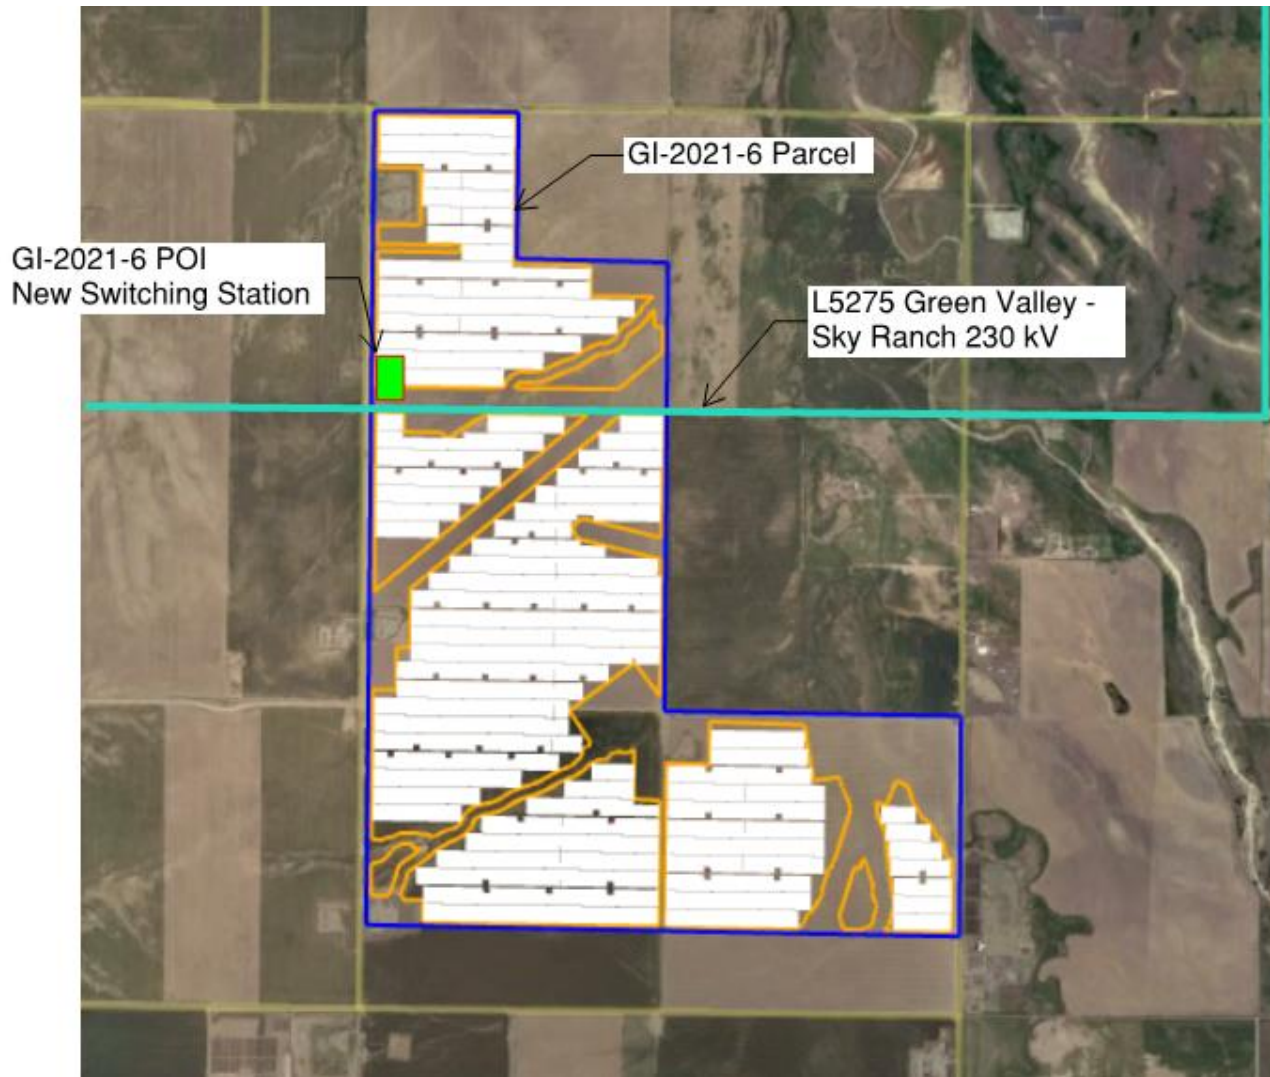 GI-2021-6 Parcel
GI-2021-6 POI
New Switching Station
L5275 Green Valley -
Sky Ranch 230 kV